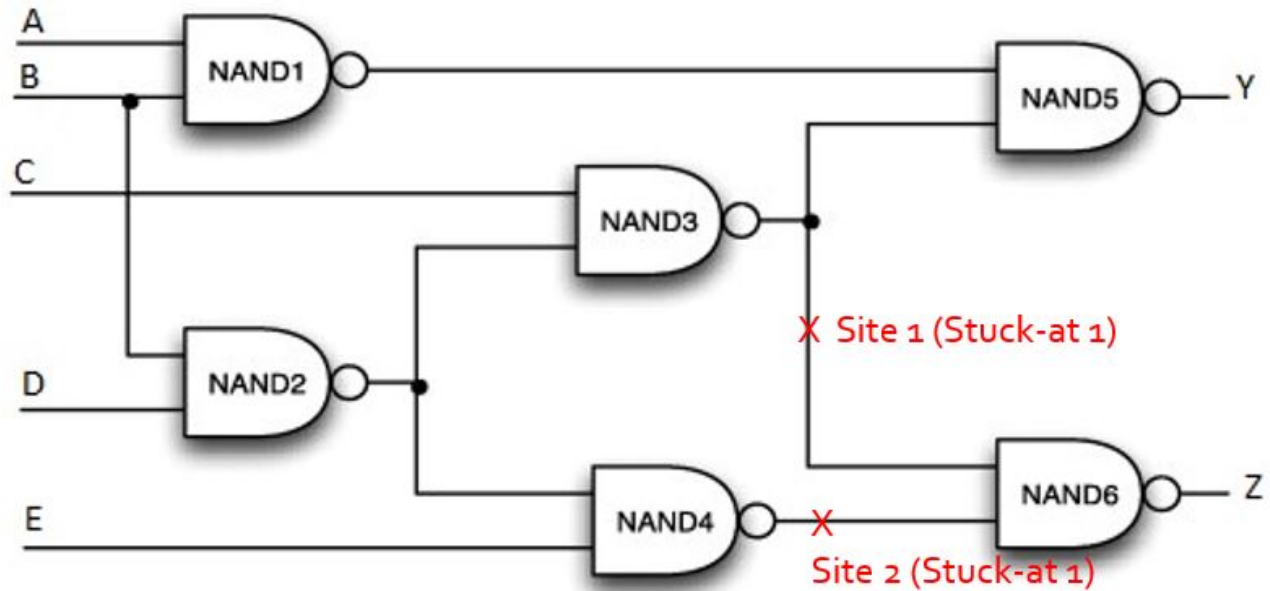 A
B
C
D
E
NAND1
NAND2
NAND3
NAND4
NAND5
NAND6
Y
Z
X Site 1 (Stuck-at 1)
X
Site 2 (Stuck-at 1)